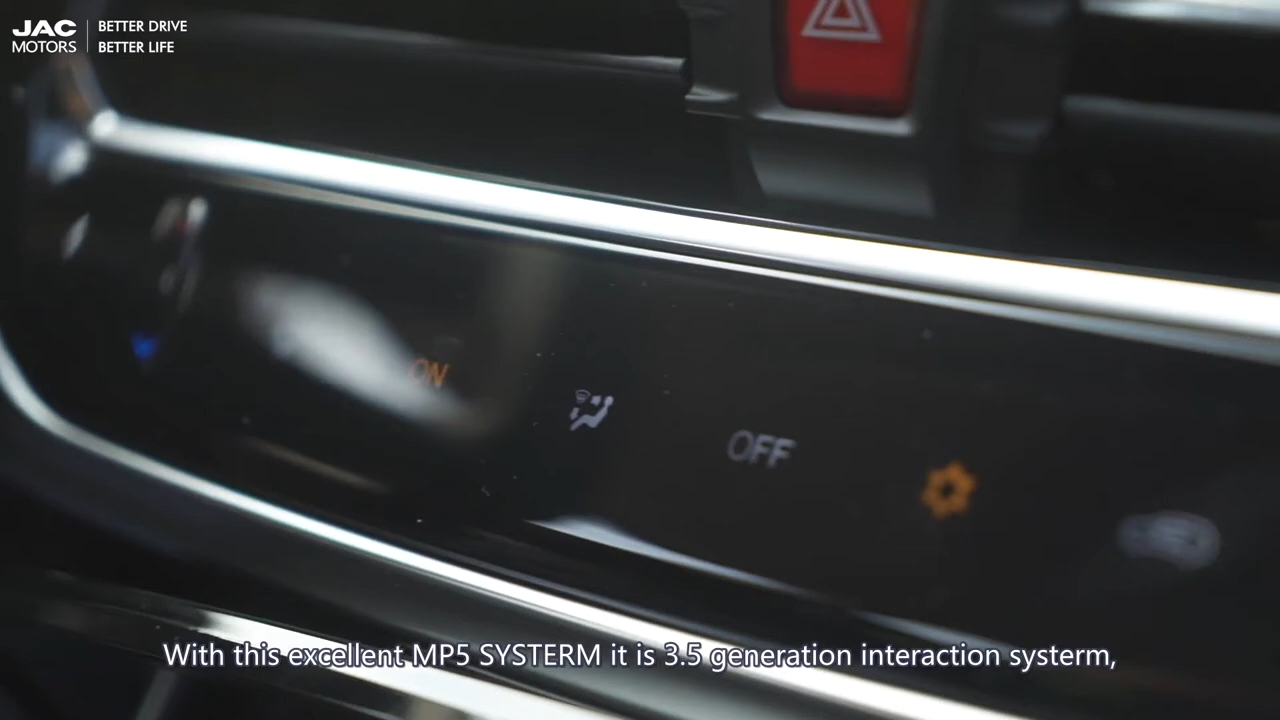 JAC
MOTORS
BETTER DRIVE
BETTER LIFE
ON
OFF
With this excellent MP5 SYSTERM it is 3.5 generation interaction systerm,